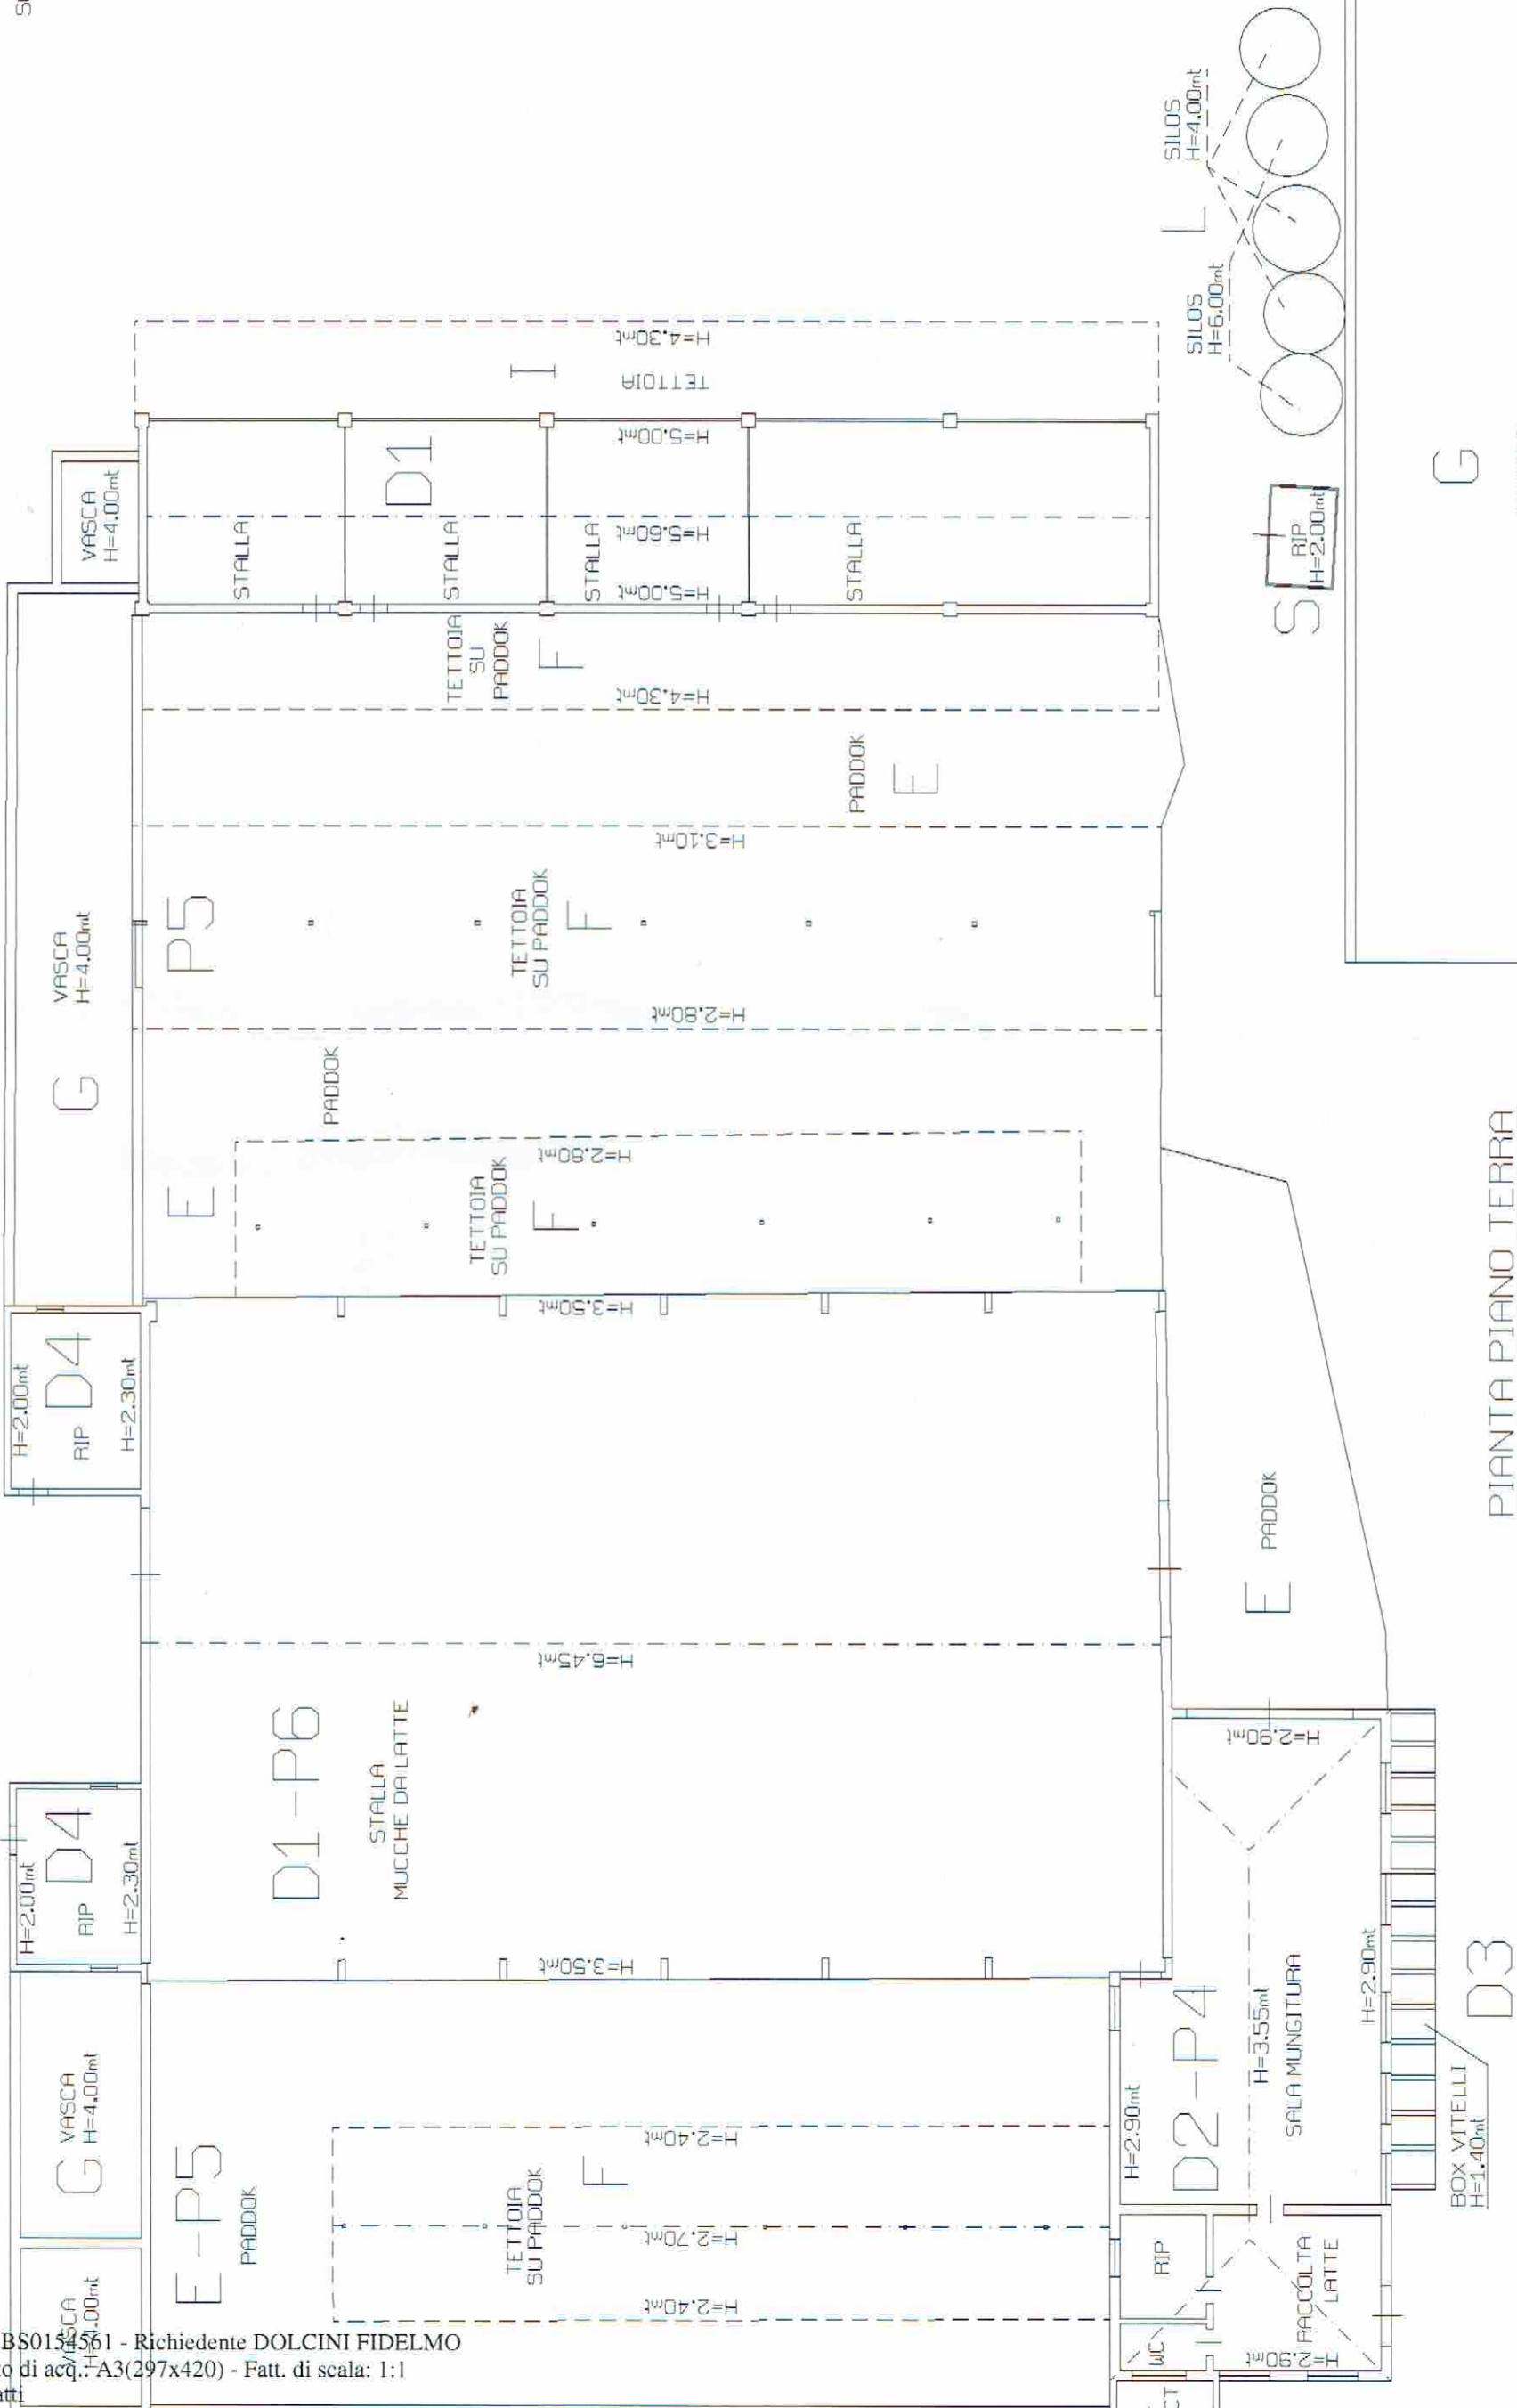 SILOS
H=4.00mt
L
SILOS
H=6.00mt
H=4.30mt
TETTOIA
I
VASCA
H=4.00mt
D1
H=5.00mt
STALLA
STALLA
STALLA
STALLA
H=5.60mt
H=5.00mt
G
RIP
H=2.00mt
S
TETTOIA
SU
PADDOK
F
H=4.30mt
PADDOK
E
H=3.10mt
VASCA
H=4.00mt
G
P5
TETTOIA
SU PADDOK
F
H=2.80mt
PADDOK
H=2.80mt
E
TETTOIA
SU PADDOK
F
H=3.50mt
H=2.00mt
RIP
D4
H=2.30mt
PIANTA PIANO TERRA
PADDOK
E
H=6.45mt
D1-P6
STALLA
MUCCHE DA LATTE
H=2.90mt
H=2.00mt
RIP
D4
H=2.30mt
H=3.50mt
G
VASCA
H=4.00mt
D2-P4
H=2.90mt
H=3.55mt
SALA MUNGITURA
H=2.90mt
D3
BOX VITELLI
H=1.40mt
E-P5
PADDOK
H=2.40mt
TETTOIA
SU PADDOK
F
H=2.70mt
H=2.40mt
RIP
RACCOLTA
LATTE
WC
H=2.90mt
VASCA
BS0154561 - Richiedente DOLCINI FIDELMO
o di acq.: A3(297x420) - Fatt. di scala: 1:1